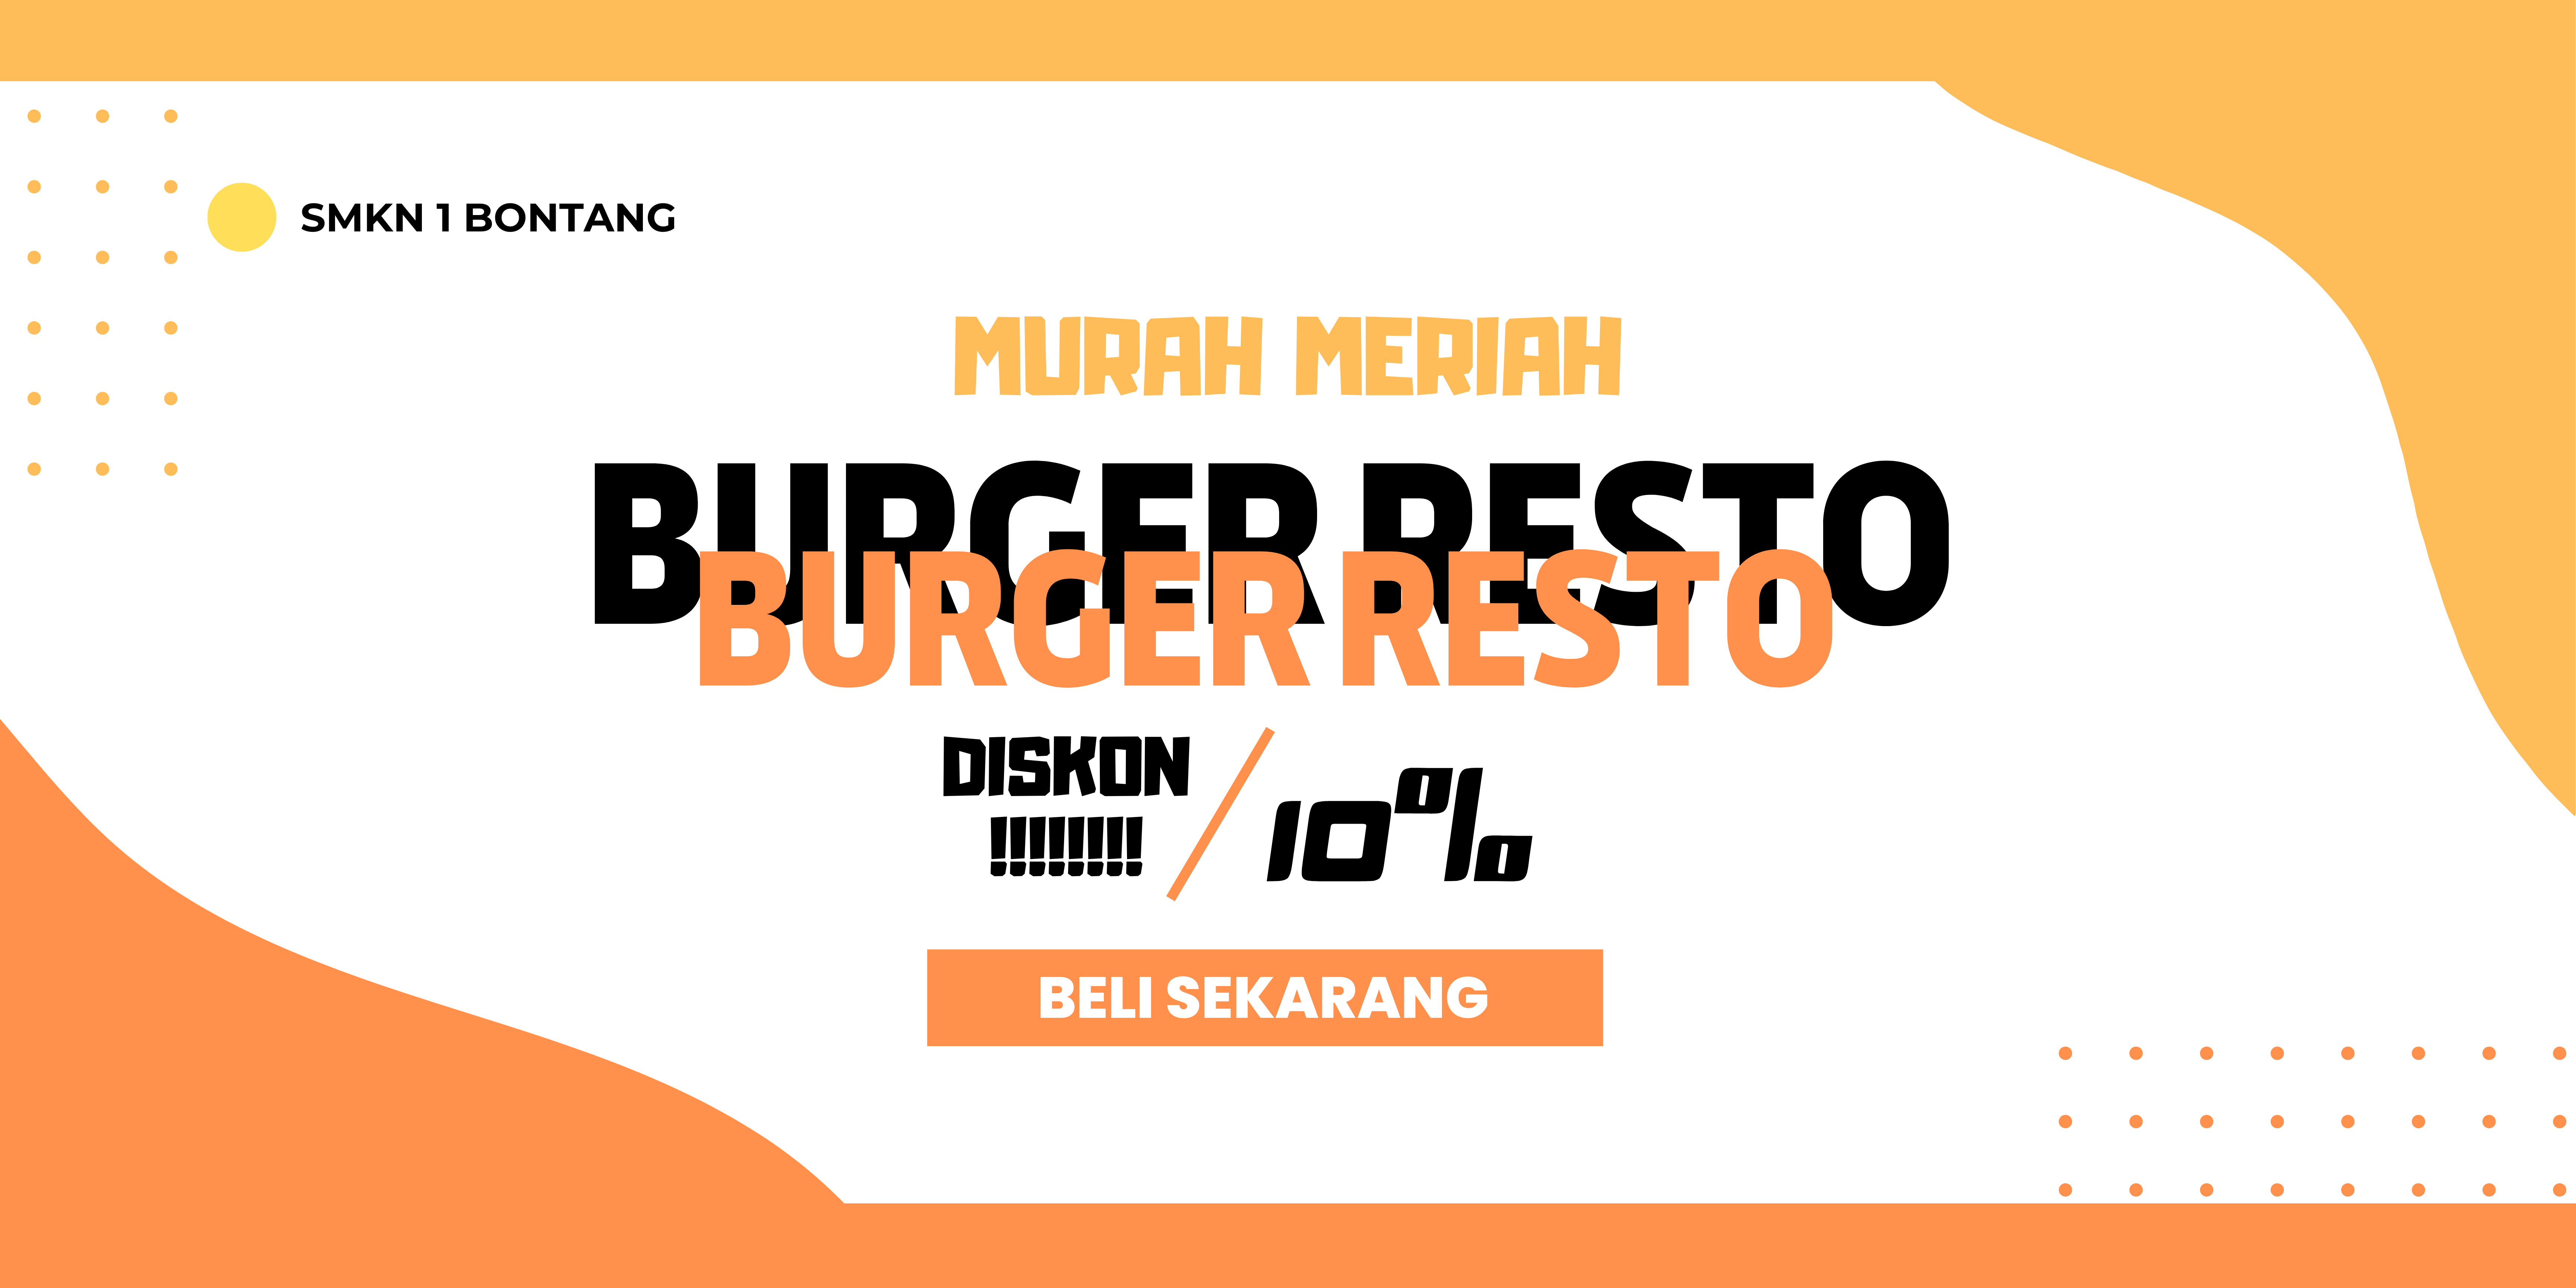 SMKN 1 BONTANG
MURAH MERIAH
BURGER RESTO
BURGER RESTO
DISKON
!!!!!!!!
10%
BELI SEKARANG